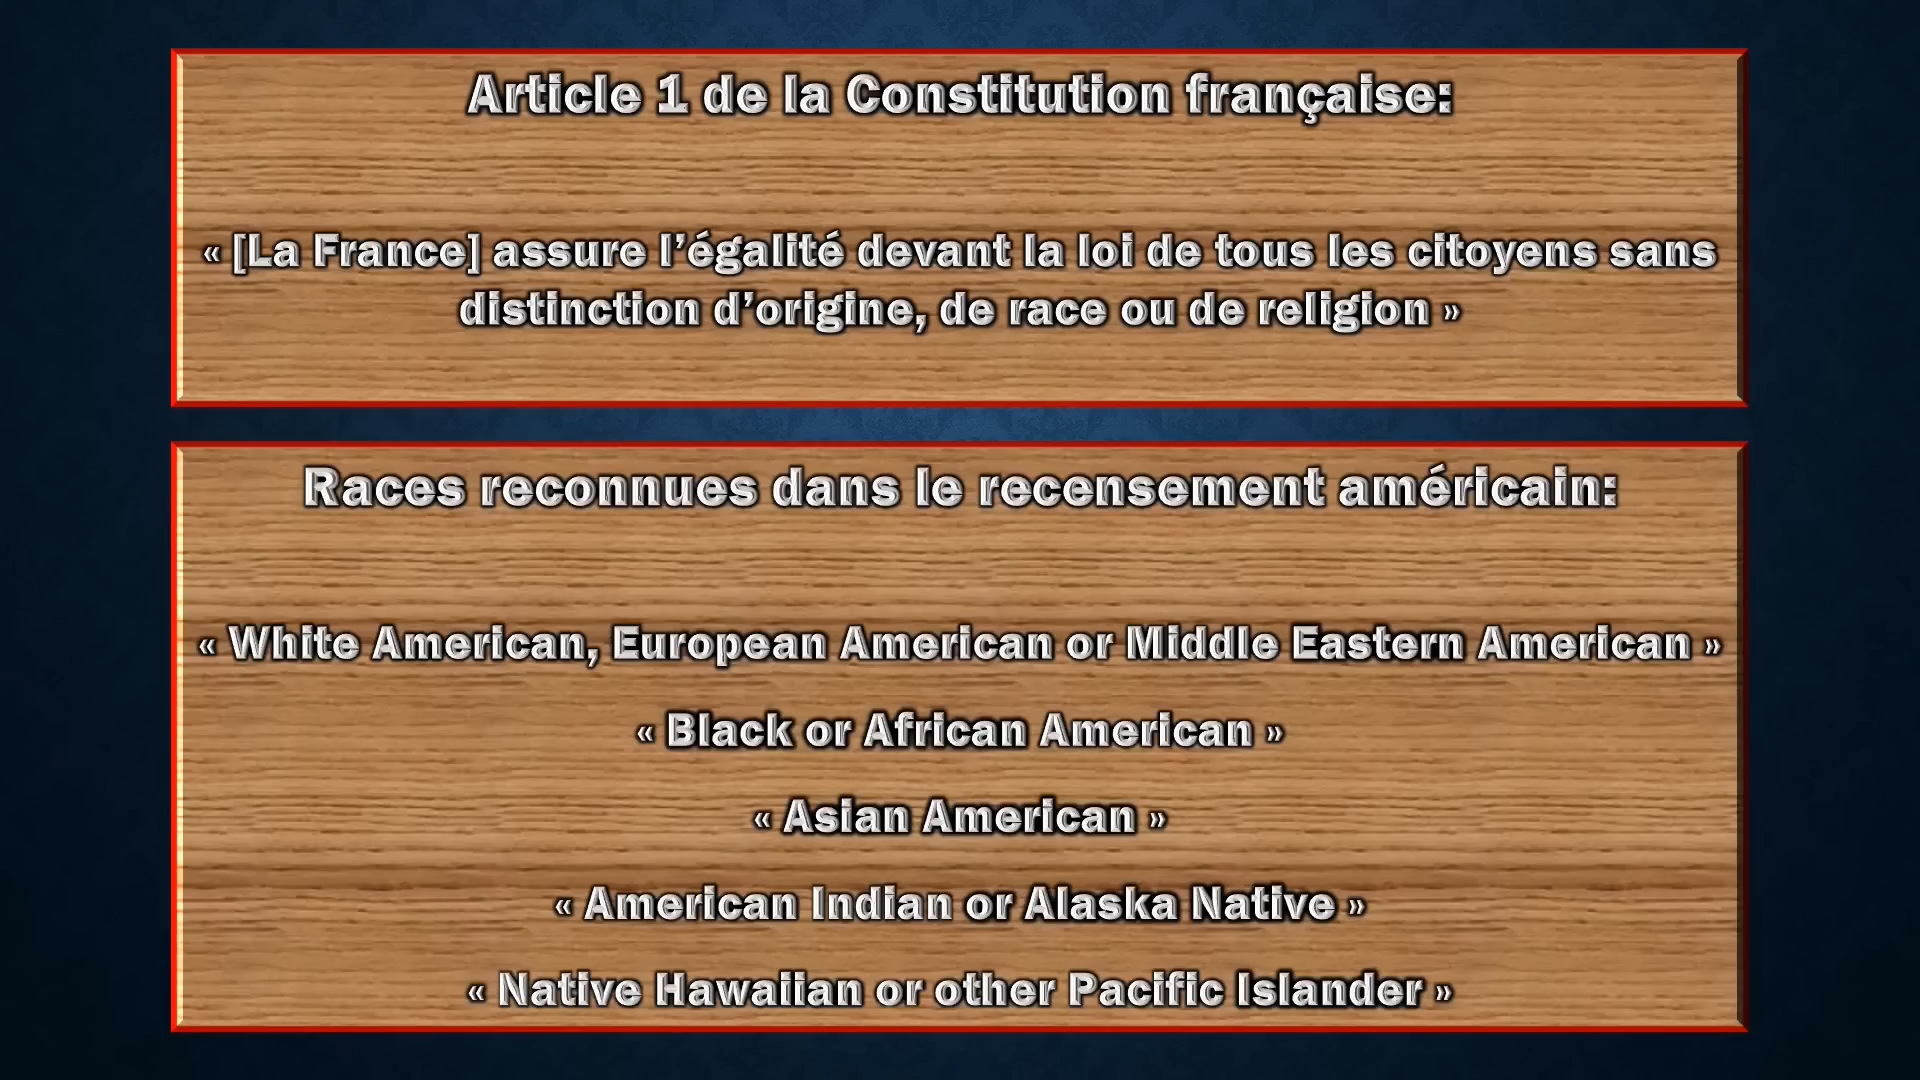 Article 1 de la Constitution française:
« [La France] assure l’égalité devant la loi de tous les citoyens sans
distinction d’origine, de race ou de religion »
Races reconnues dans le recensement américain:
« White American, European American or Middle Eastern American »
« Black or African American »
« Asian American »
« American Indian or Alaska Native »
« Native Hawaiian or other Pacific Islander »